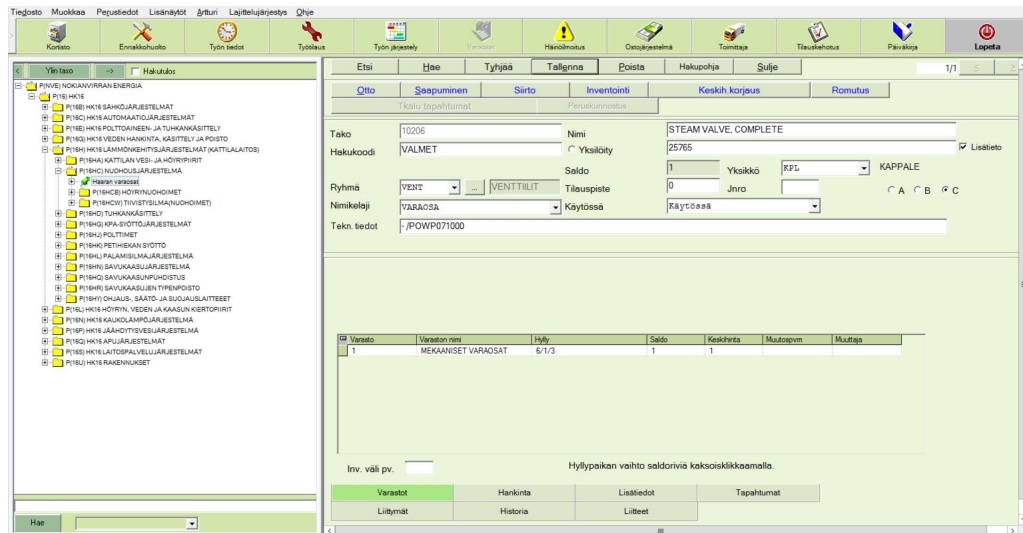 Tiedosto Muokkaa Perustiedot Lisänäytöt Artturi Lajittelujärjestys Ohje
Kortisto Ennakkohuolto Työn tiedot Työtilaus Työn järjestely Varaosat Häiriöilmoitus Ostojärjestelmä Toimittaja Tilauskehotus Päiväkirja Lopeta
< Ylin taso --> Hakutulos
Etsi Hae Tyhjää Tallenna Poista Hakupohja Sulje 1/1 < >
P(NVE) NOKIANVIRRAN ENERGIA
P(16) HK16
P(16B) HK16 SÄHKÖJÄRJESTELMÄT
P(16C) HK16 AUTOMAATIOJÄRJESTELMÄT
P(16E) HK16 POLTTOAINEEN- JA TUHKANKÄSITTELY
P(16G) HK16 VEDEN HANKINTA, KÄSITTELY JA POISTO
P(16H) HK16 LÄMMÖNKEHITYSJÄRJESTELMÄT (KATTILALAITOS)
P(16HA) KATTILAN VESI- JA HÖYRYPIIRIT
P(16HC) NUOHOUSJÄRJESTELMÄ
Haaran varaosat
P(16HCB) HÖYRYNUOHOIMET
P(16HCW) TIIVISTYSILMA(NUOHOIMET)
P(16HD) TUHKANKÄSITTELY
P(16HG) KPA-SYÖTTÖJÄRJESTELMÄT
P(16HJ) POLTTIMET
P(16HK) PETIHIEKAN SYÖTTÖ
P(16HL) PALAMISILMAJÄRJESTELMÄ
P(16HN) SAVUKAASUJÄRJESTELMÄ
P(16HQ) SAVUKAASUNPUHDISTUS
P(16HR) SAVUKAASUJEN TYPENPOISTO
P(16HY) OHJAUS-, SÄÄTÖ- JA SUOJAUSLAITTEEET
P(16L) HK16 HÖYRYN, VEDEN JA KAASUN KIERTOPIIRIT
P(16N) HK16 KAUKOLÄMPÖJÄRJESTELMÄT
P(16P) HK16 JÄÄHDYTYSVESIJÄRJESTELMÄ
P(16Q) HK16 APUJÄRJESTELMÄT
P(16S) HK16 LAITOSPALVELUJÄRJESTELMÄT
P(16U) HK16 RAKENNUKSET
Hae
Otto Saapuminen Siirto Inventointi Keskih.korjaus Romutus
Tkalu tapahtumat Peruskunnostus
Tako 10206 Nimi STEAM VALVE, COMPLETE
Hakukoodi VALMET Yksilöity 25765 Lisätieto
Saldo 1 Yksikkö KPL KAPPALE
Ryhmä VENT ... VENTTIILIT Tilauspiste 0 Jnro A B C
Nimikelaji VARAOSA Käytössä Käytössä
Tekn. tiedot - /POWP071000
Varasto Varaston nimi Hylly Saldo Keskihinta Muutospvm Muuttaja
1 MEKAANISET VARAOSAT 6/1/3 1 1
Inv. väli pv. Hyllypaikan vaihto saldoriviä kaksoisklikkaamalla.
Varastot Hankinta Lisätiedot Tapahtumat
Liittymät Historia Liitteet